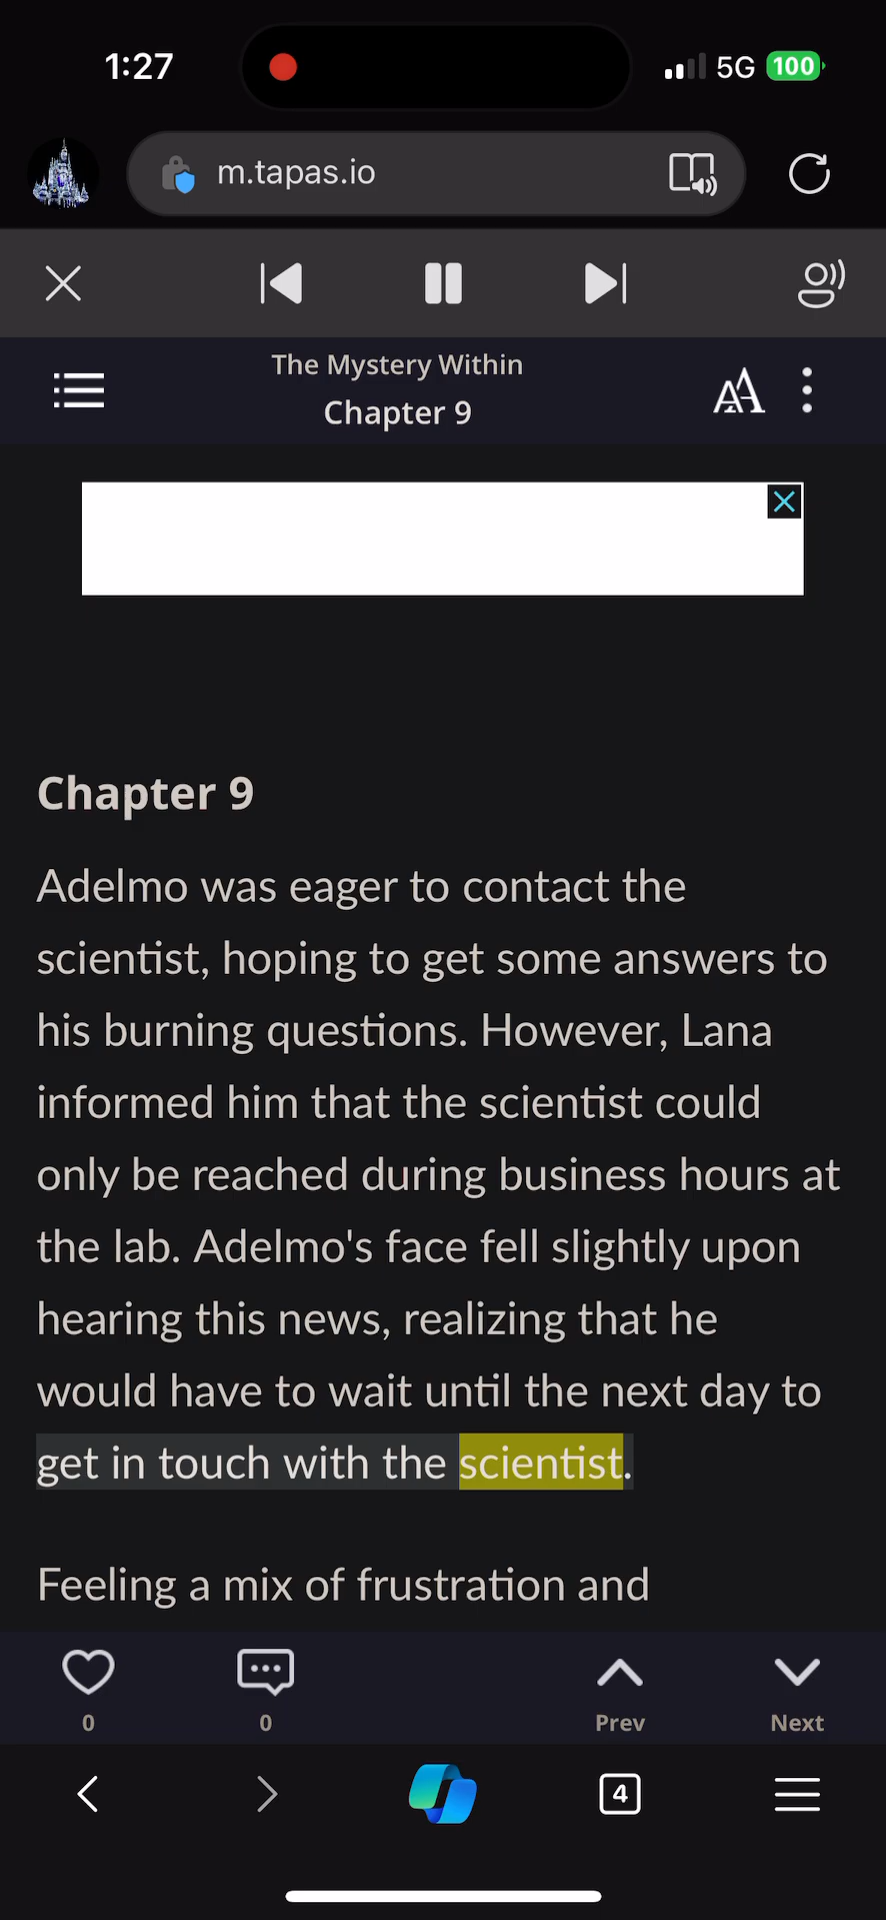 1:27
5G 100
m.tapas.io
The Mystery Within
AA
Chapter 9
Chapter 9
Adelmo was eager to contact the
scientist, hoping to get some answers to
his burning questions. However, Lana
informed him that the scientist could
only be reached during business hours at
the lab. Adelmo's face fell slightly upon
hearing this news, realizing that he
would have to wait until the next day to
get in touch with the scientist.
Feeling a mix of frustration and
0
0
Prev
Next
4